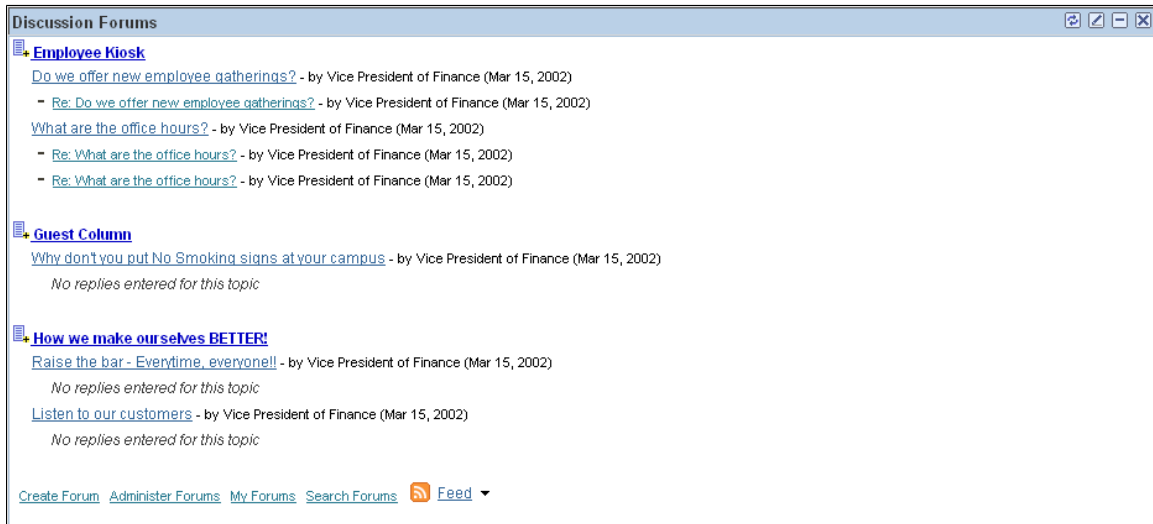 Discussion Forums
Employee Kiosk
Do we offer new employee gatherings? - by Vice President of Finance (Mar 15, 2002)
- Re: Do we offer new employee gatherings? - by Vice President of Finance (Mar 15, 2002)
What are the office hours? - by Vice President of Finance (Mar 15, 2002)
- Re: What are the office hours? - by Vice President of Finance (Mar 15, 2002)
- Re: What are the office hours? - by Vice President of Finance (Mar 15, 2002)
Guest Column
Why don't you put No Smoking signs at your campus - by Vice President of Finance (Mar 15, 2002)
No replies entered for this topic
How we make ourselves BETTER!
Raise the bar - Everytime, everyone!! - by Vice President of Finance (Mar 15, 2002)
No replies entered for this topic
Listen to our customers - by Vice President of Finance (Mar 15, 2002)
No replies entered for this topic
Create Forum Administer Forums My Forums Search Forums Feed